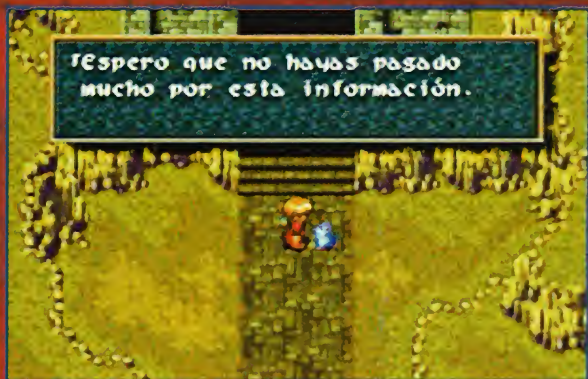 「Espero que no hayas pagado
mucho por esta información.